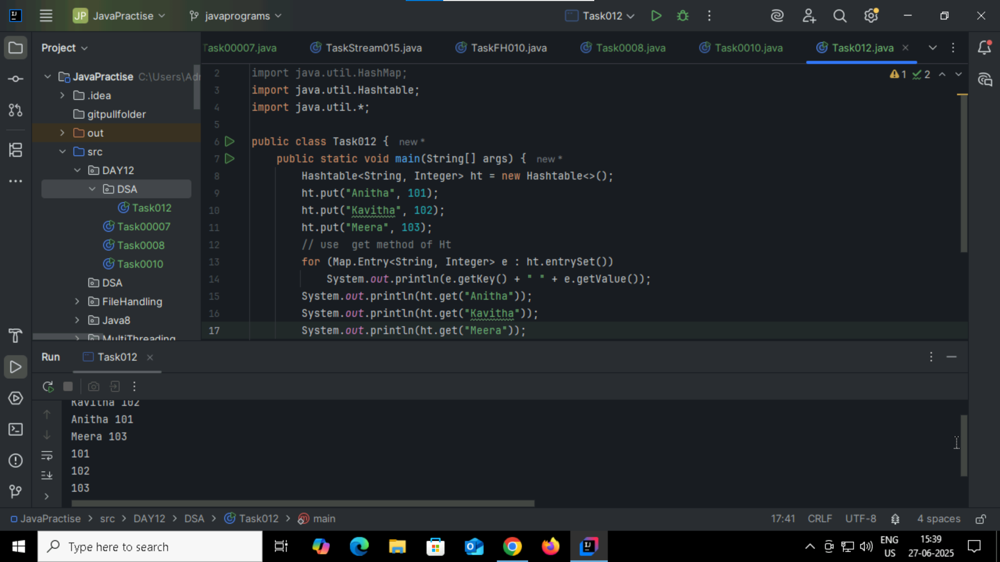 JP JavaPractise javaprograms Task012
Project
Task00007.java TaskStream015.java TaskFH010.java Task0008.java Task0010.java Task012.java
JavaPractise C:\Users\Adr
.idea
gitpullfolder
out
src
DAY12
DSA
Task012
Task00007
Task0008
Task0010
DSA
FileHandling
Java8
MultiThreading
1 2
2 import java.util.HashMap;
3 import java.util.Hashtable;
4 import java.util.*;
5
6 public class Task012 { new *
7 public static void main(String[] args) { new *
8 Hashtable<String, Integer> ht = new Hashtable<>();
9 ht.put("Anitha", 101);
10 ht.put("Kavitha", 102);
11 ht.put("Meera", 103);
12 // use  get method of Ht
13 for (Map.Entry<String, Integer> e : ht.entrySet())
14 System.out.println(e.getKey() + " " + e.getValue());
15 System.out.println(ht.get("Anitha"));
16 System.out.println(ht.get("Kavitha"));
17 System.out.println(ht.get("Meera"));
Run Task012
Kavitha 102
Anitha 101
Meera 103
101
102
103
JavaPractise > src > DAY12 > DSA > Task012 > main 17:41 CRLF UTF-8 4 spaces
Type here to search
ENG
US
15:39
27-06-2025